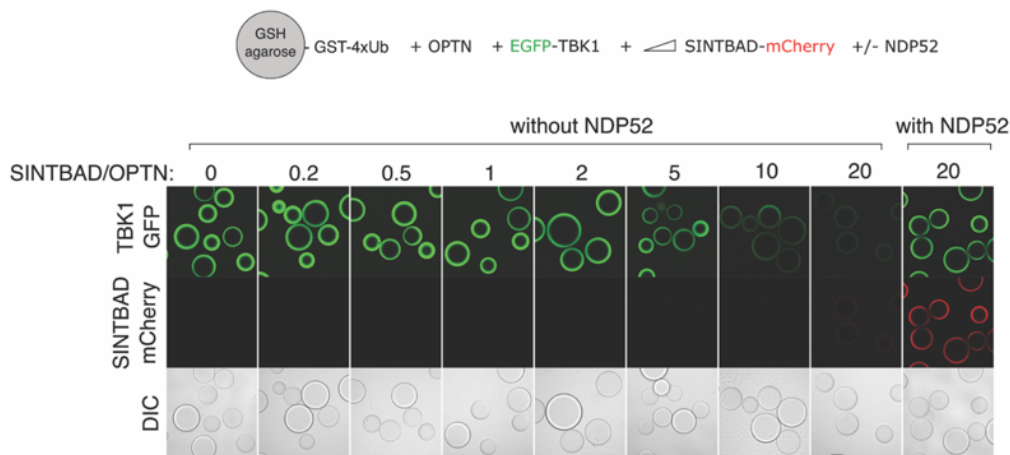 GSH
agarose
- GST-4xUb + OPTN + EGFP-TBK1 + SINTBAD-mCherry +/- NDP52
without NDP52 with NDP52
SINTBAD/OPTN: 0 0.2 0.5 1 2 5 10 20 20
TBK1
GFP
SINTBAD
mCherry
DIC